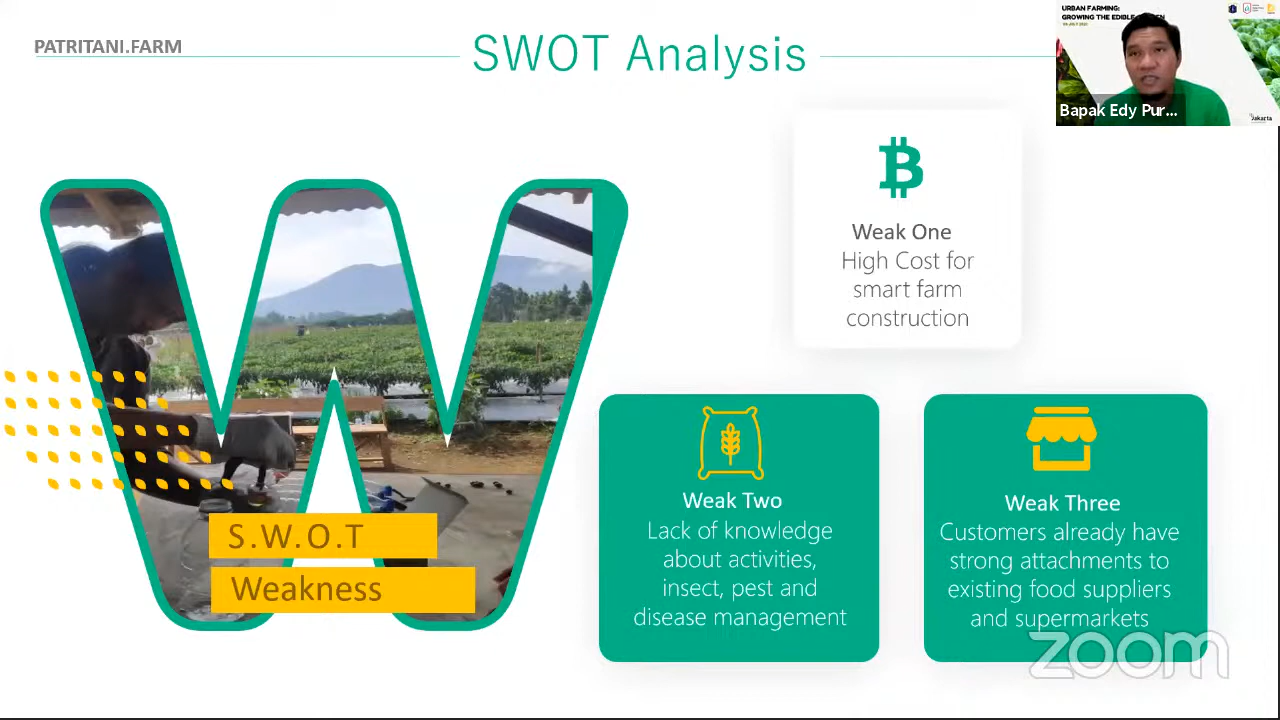 PATRITANI.FARM
SWOT Analysis
URBAN FARMING:
GROWING THE EDIBLE
Bapak Edy Pur...
Jakarta
Weak One
High Cost for
smart farm
construction
S.W.O.T
Weakness
Weak Two
Lack of knowledge
about activities,
insect, pest and
disease management
Weak Three
Customers already have
strong attachments to
existing food suppliers
and supermarkets
zoom